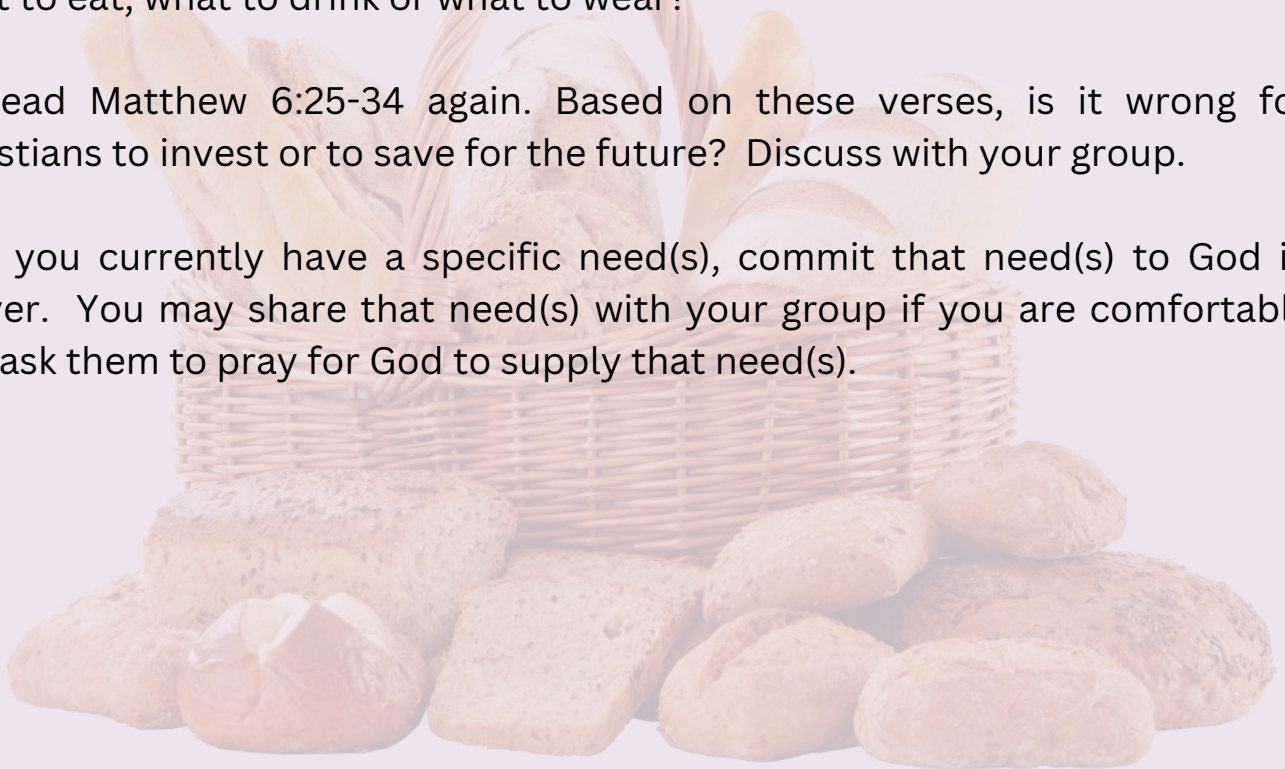 t to eat, what to drink or what to wear?
ead Matthew 6:25-34 again. Based on these verses, is it wrong fo
stians to invest or to save for the future? Discuss with your group.
you currently have a specific need(s), commit that need(s) to God i
yer. You may share that need(s) with your group if you are comfortabl
ask them to pray for God to supply that need(s).